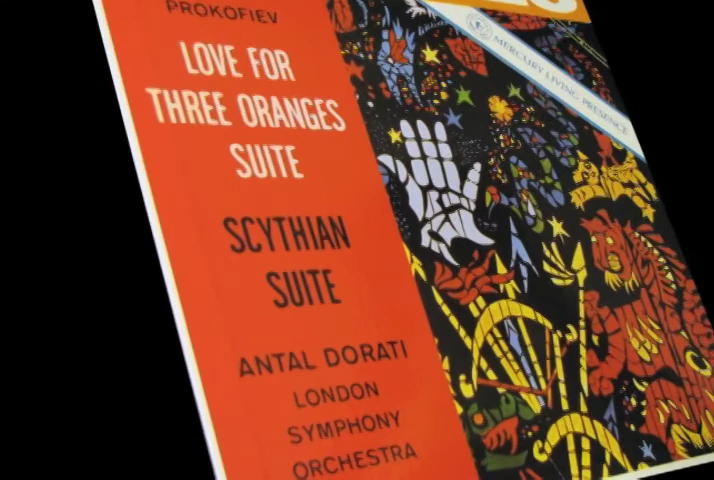 PROKOFIEV
LOVE FOR
THREE ORANGES
SUITE
SCYTHIAN
SUITE
ANTAL DORATI
LONDON
SYMPHONY
ORCHESTRA
MERCURY LIVING PRESENCE